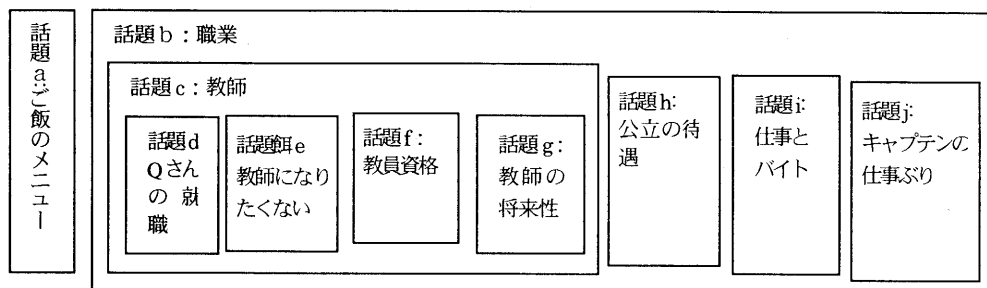 話題a:ご飯のメニュー
話題b：職業
話題c：教師
話題d
Qさん
の就
職
話題餌e
教師になり
たくない
話題f：
教員資格
話題g：
教師の
将来性
話題h:
公立の待
遇
話題i:
仕事と
バイト
話題j:
キャプテンの
仕事ぶり